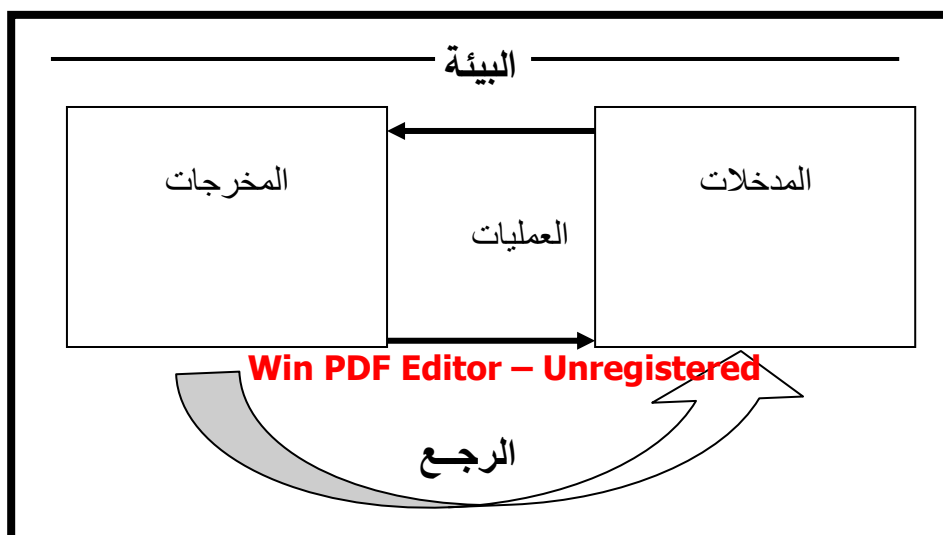 البيئة
المدخلات
المخرجات
العمليات
Win PDF Editor – Unregistered
الرجـع